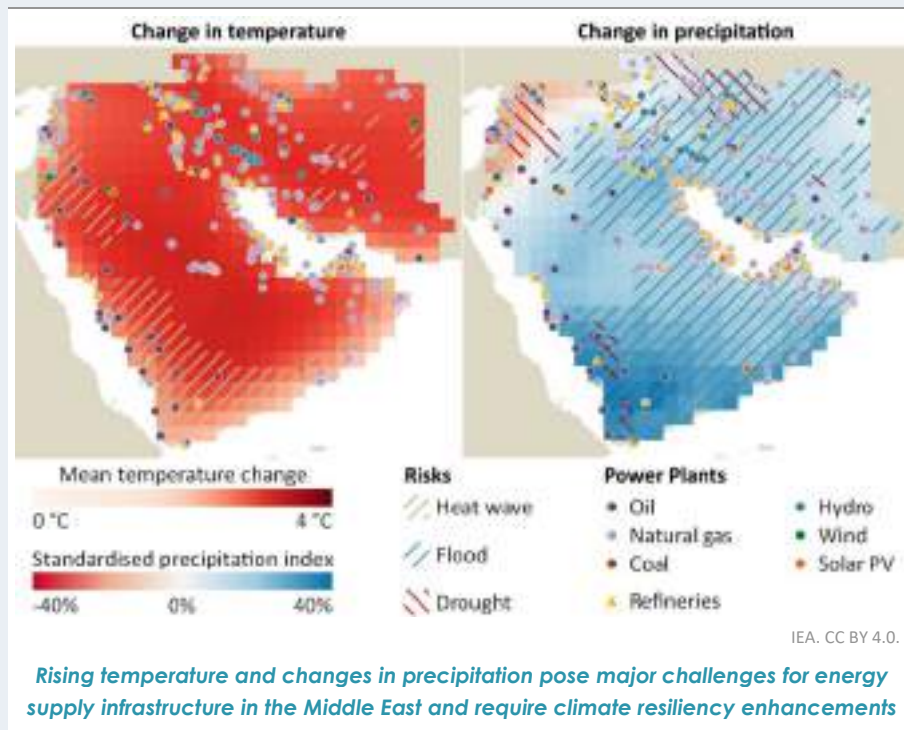 Change in temperature
Change in precipitation
Mean temperature change
0 °C
4 °C
Standardised precipitation index
-40%
0%
40%
Risks
Heat wave
Flood
Drought
Power Plants
Oil
Natural gas
Coal
Refineries
Hydro
Wind
Solar PV
IEA. CC BY 4.0.
Rising temperature and changes in precipitation pose major challenges for energy
supply infrastructure in the Middle East and require climate resiliency enhancements